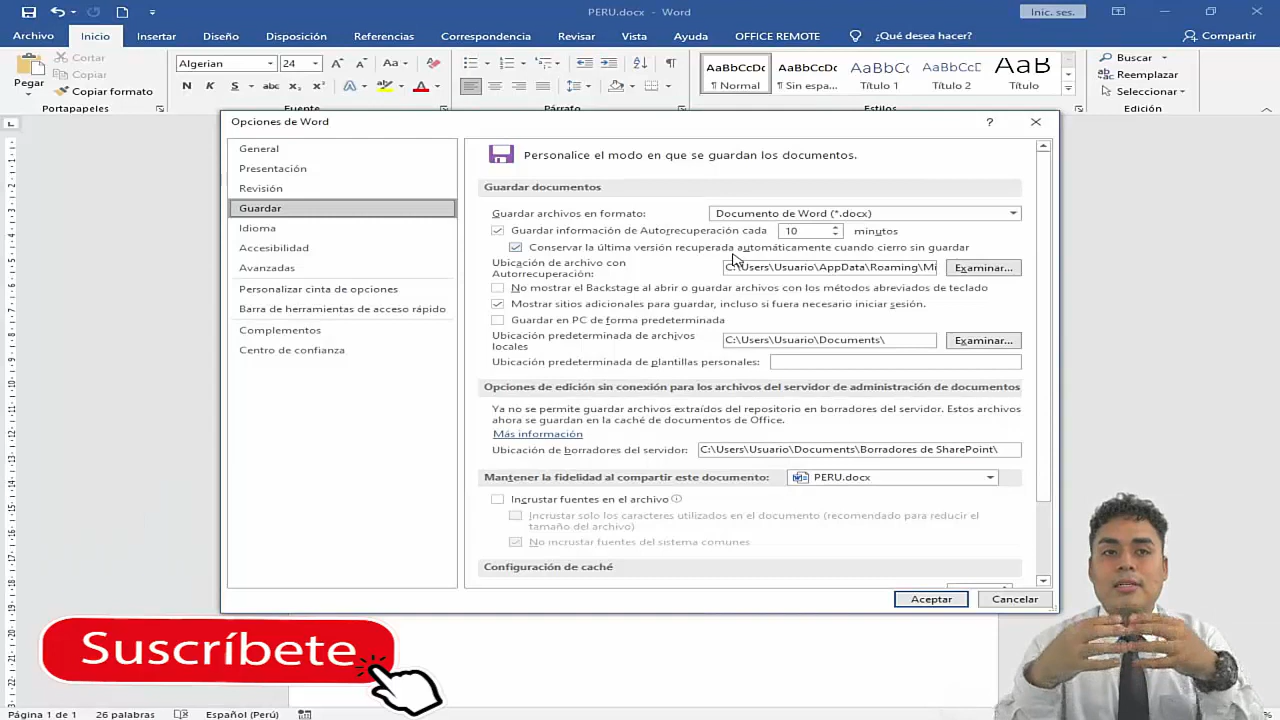 PERU.docx - Word
Inic. ses.
Archivo Inicio Insertar Diseño Disposición Referencias Correspondencia Revisar Vista Ayuda OFFICE REMOTE ¿Qué desea hacer? Compartir
Pegar
Cortar
Copiar
Copiar formato
Portapapeles
Algerian 24
Aa
N K S abc x₂ x²
Fuente
Párrafo
AaBbCcDc AaBbCcDc AaBbCc AaBbCcD AaB
¶ Normal ¶ Sin espa... Título 1 Título 2 Título
Estilos
Buscar
Reemplazar
Seleccionar
Edición
Opciones de Word
General
Presentación
Revisión
Guardar
Idioma
Accesibilidad
Avanzadas
Personalizar cinta de opciones
Barra de herramientas de acceso rápido
Complementos
Centro de confianza
Personalice el modo en que se guardan los documentos.
Guardar documentos
Guardar archivos en formato: Documento de Word (*.docx)
Guardar información de Autorrecuperación cada 10 minutos
Conservar la última versión recuperada automáticamente cuando cierro sin guardar
Ubicación de archivo con
Autorrecuperación: C:\Users\Usuario\AppData\Roaming\Mi Examinar...
No mostrar el Backstage al abrir o guardar archivos con los métodos abreviados de teclado
Mostrar sitios adicionales para guardar, incluso si fuera necesario iniciar sesión.
Guardar en PC de forma predeterminada
Ubicación predeterminada de archivos
locales C:\Users\Usuario\Documents\ Examinar...
Ubicación predeterminada de plantillas personales:
Opciones de edición sin conexión para los archivos del servidor de administración de documentos
Ya no se permite guardar archivos extraídos del repositorio en borradores del servidor. Estos archivos
ahora se guardan en la caché de documentos de Office.
Más información
Ubicación de borradores del servidor: C:\Users\Usuario\Documents\Borradores de SharePoint\
Mantener la fidelidad al compartir este documento: PERU.docx
Incrustar fuentes en el archivo
Incrustar solo los caracteres utilizados en el documento (recomendado para reducir el
tamaño del archivo)
No incrustar fuentes del sistema comunes
Configuración de caché
Aceptar Cancelar
Suscríbete
Página 1 de 1 26 palabras Español (Perú)